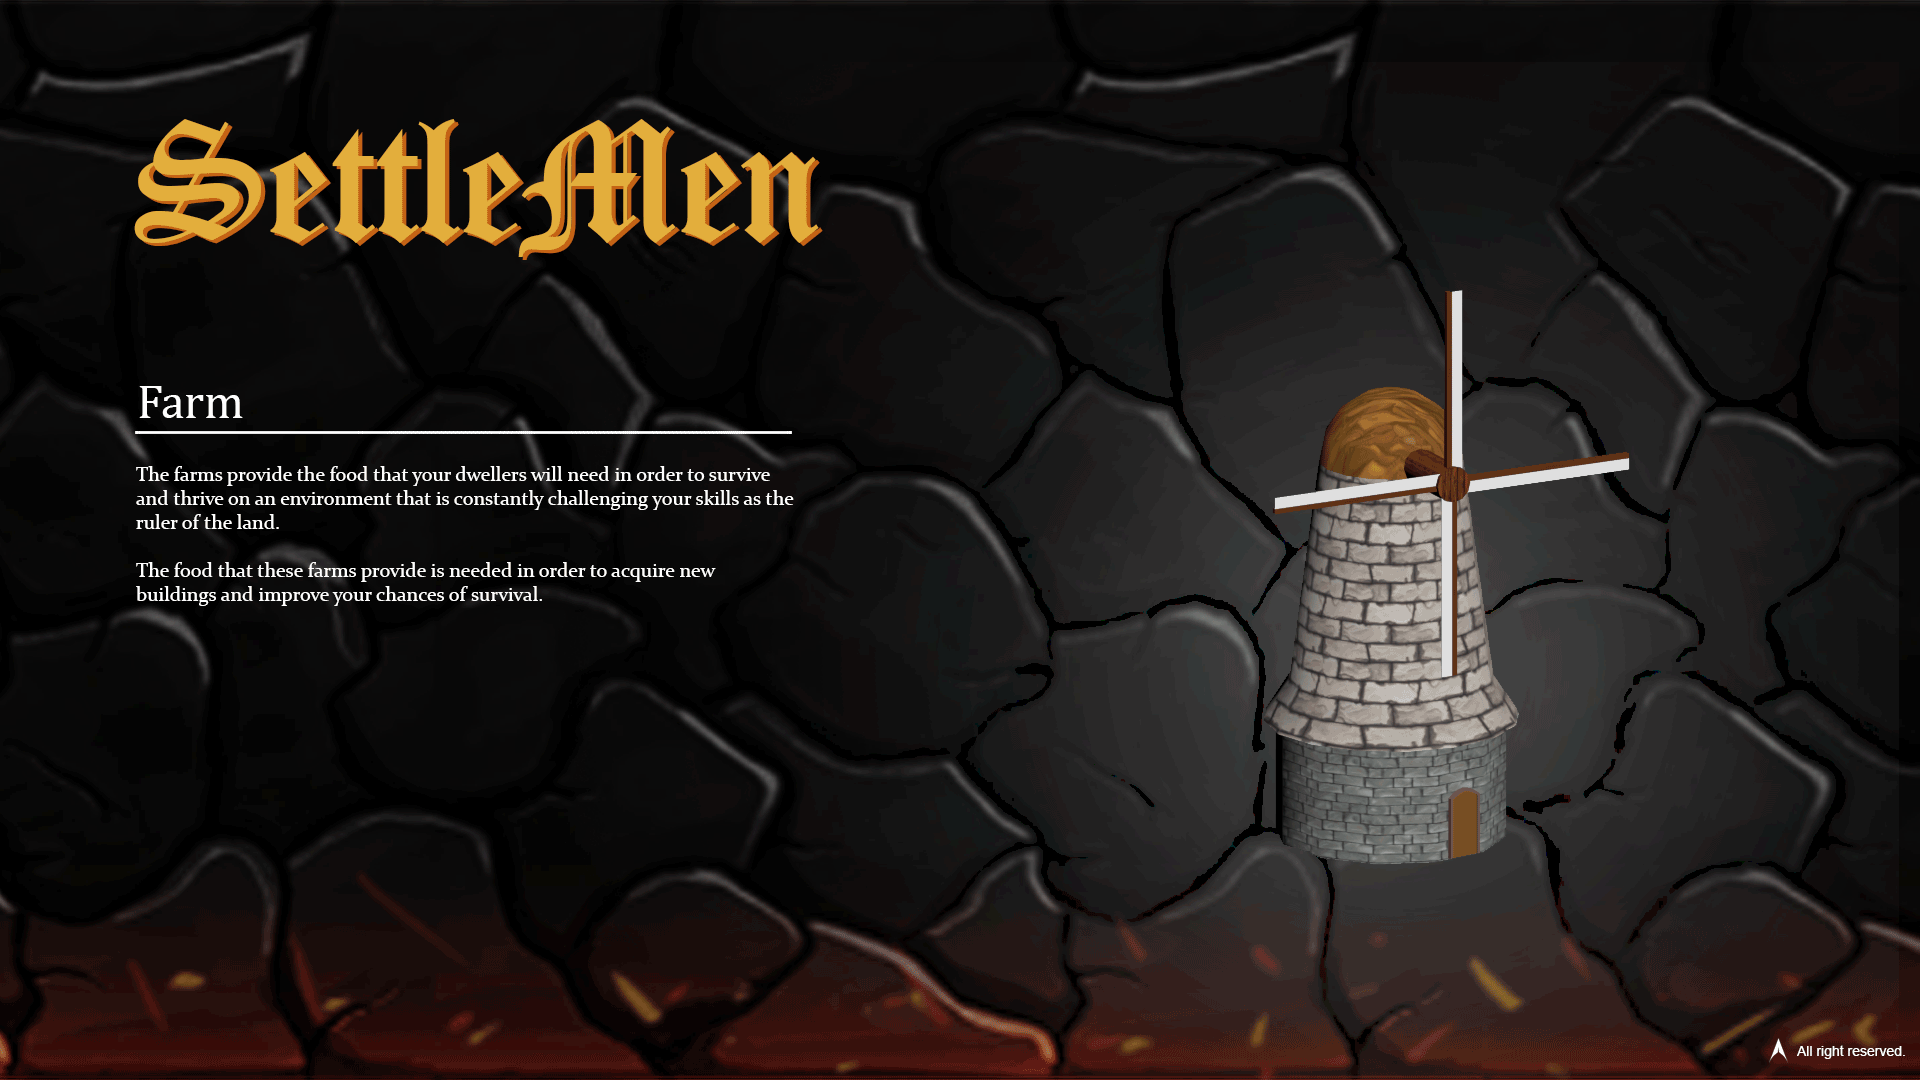 SettleMen
Farm
The farms provide the food that your dwellers will need in order to survive
and thrive on an environment that is constantly challenging your skills as the
ruler of the land.
The food that these farms provide is needed in order to acquire new
buildings and improve your chances of survival.
All right reserved.